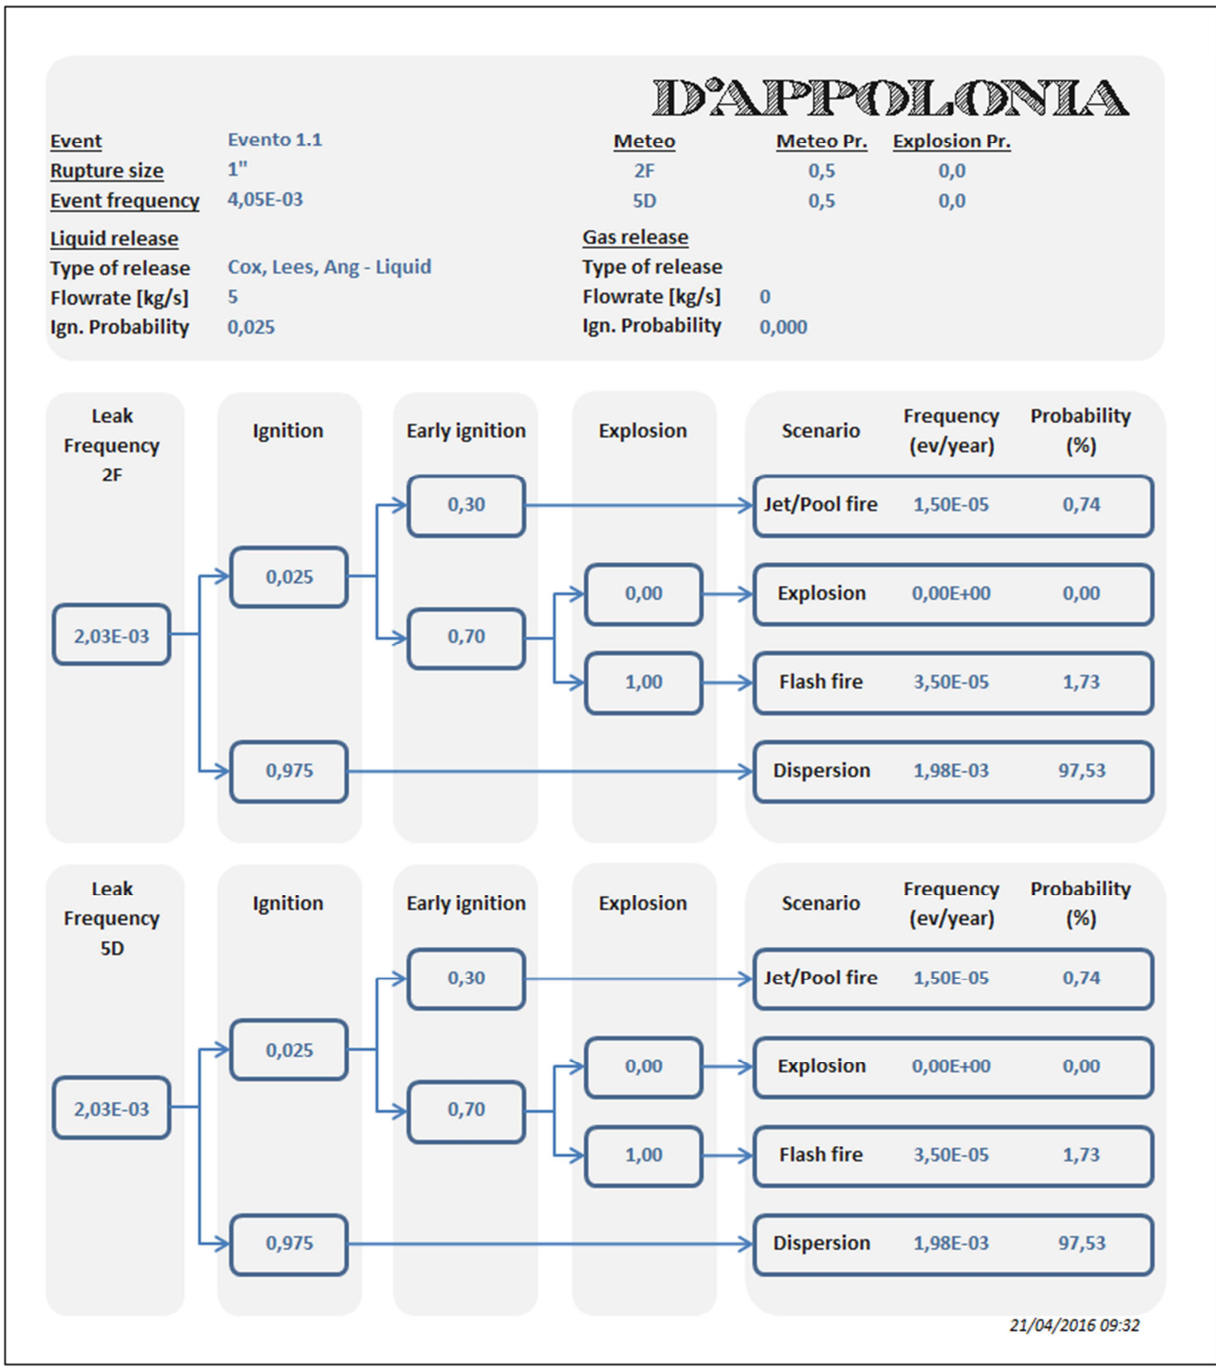 D'APPOLONIA
Event Evento 1.1 Meteo Meteo Pr. Explosion Pr.
Rupture size 1" 2F 0,5 0,0
Event frequency 4,05E-03 5D 0,5 0,0
Liquid release Gas release
Type of release Cox, Lees, Ang - Liquid Type of release
Flowrate [kg/s] 5 Flowrate [kg/s] 0
Ign. Probability 0,025 Ign. Probability 0,000
Leak
Frequency
2F
Ignition
Early ignition
Explosion
Scenario
Frequency
(ev/year)
Probability
(%)
0,30
Jet/Pool fire 1,50E-05 0,74
0,025
0,00
Explosion 0,00E+00 0,00
2,03E-03
0,70
1,00
Flash fire 3,50E-05 1,73
0,975
Dispersion 1,98E-03 97,53
Leak
Frequency
5D
Ignition
Early ignition
Explosion
Scenario
Frequency
(ev/year)
Probability
(%)
0,30
Jet/Pool fire 1,50E-05 0,74
0,025
0,00
Explosion 0,00E+00 0,00
2,03E-03
0,70
1,00
Flash fire 3,50E-05 1,73
0,975
Dispersion 1,98E-03 97,53
21/04/2016 09:32